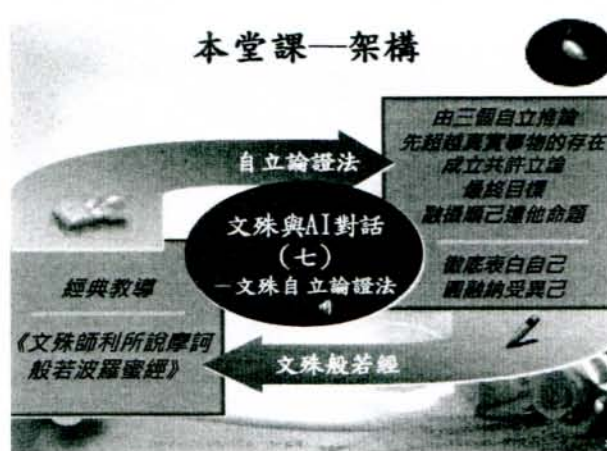 本堂課—架構
自立論證法
由三個自立推論
先超越真實事物的存在
成立共許立論
最終目標
融攝順己違他命題
徹底表白自己
圓融納受異己
文殊與AI對話
(七)
－文殊自立論證法
經典教導
《文殊師利所說摩訶
般若波羅蜜經》
文殊般若經